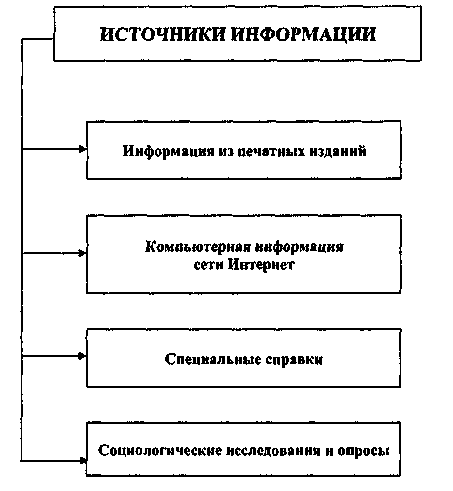 ИСТОЧНИКИ ИНФОРМАЦИИ
Информация из печатных изданий
Компьютерная информация
сети Интернет
Специальные справки
Социологические исследования и опросы